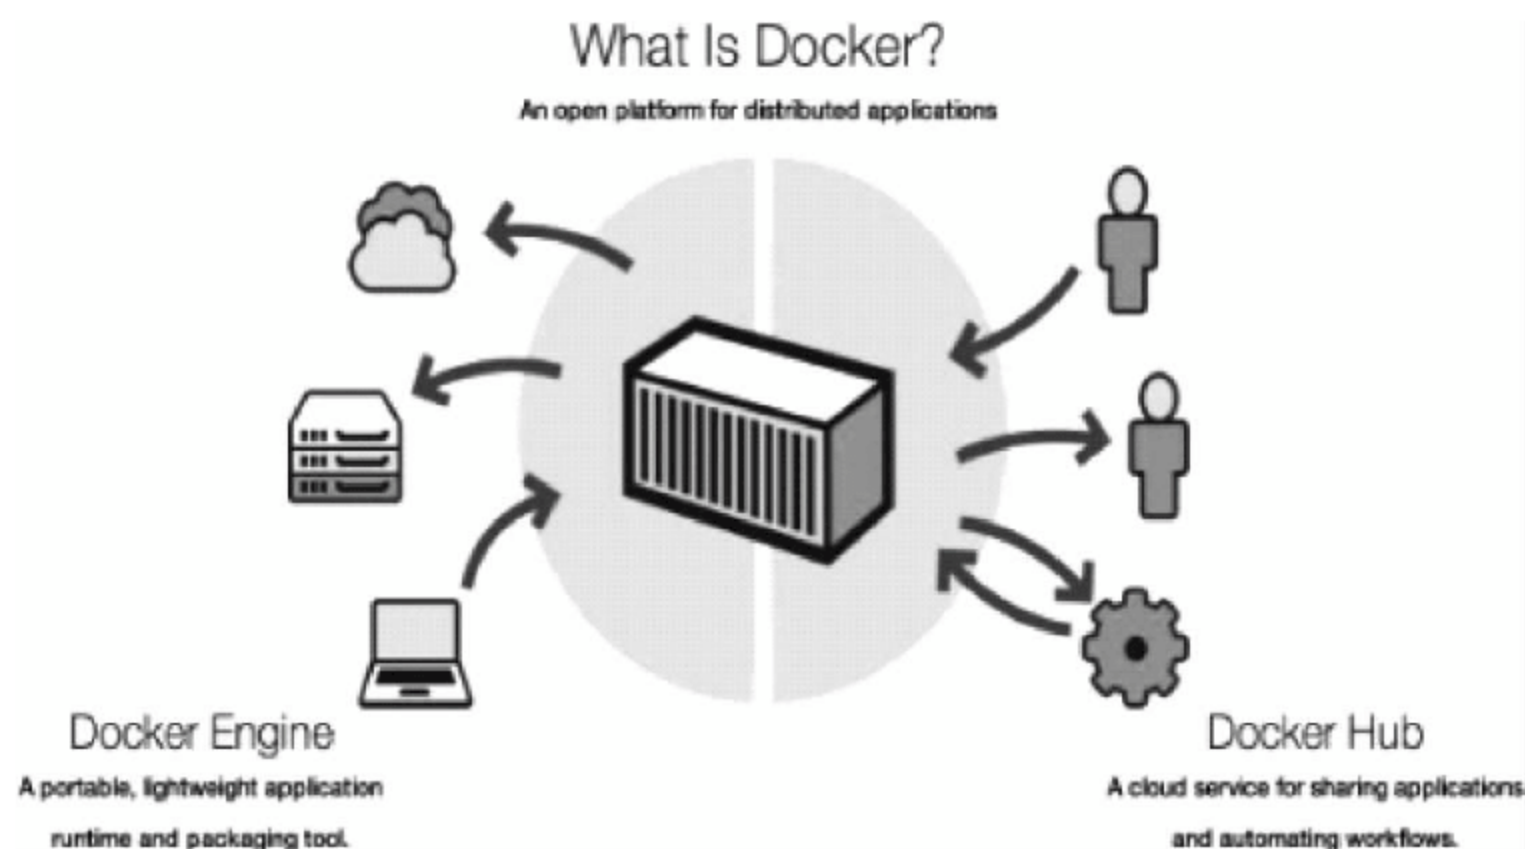 What Is Docker?
An open platform for distributed applications
Docker Engine
A portable, lightweight application
runtime and packaging tool.
Docker Hub
A cloud service for sharing applications
and automating workflows.